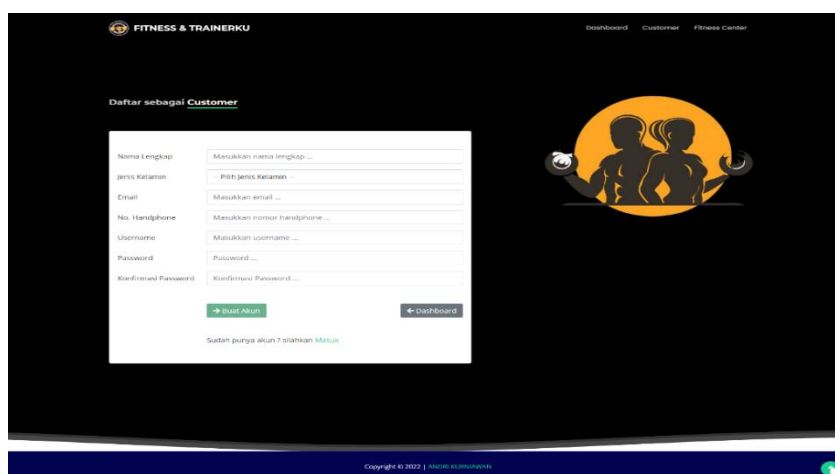 FITNESS & TRAINERKU
Dashboard Customer Fitness Center
Daftar sebagai Customer
Nama Lengkap Masukkan nama lengkap ...
Jenis Kelamin -- Pilih Jenis Kelamin --
Email Masukkan email ...
No. Handphone Masukkan nomor handphone ...
Username Masukkan username ...
Password Password ...
Konfirmasi Password Konfirmasi Password ...
→ Buat Akun ← Dashboard
Sudah punya akun ? silahkan Masuk
Copyright © 2022 | ANDRI KURNIAWAN